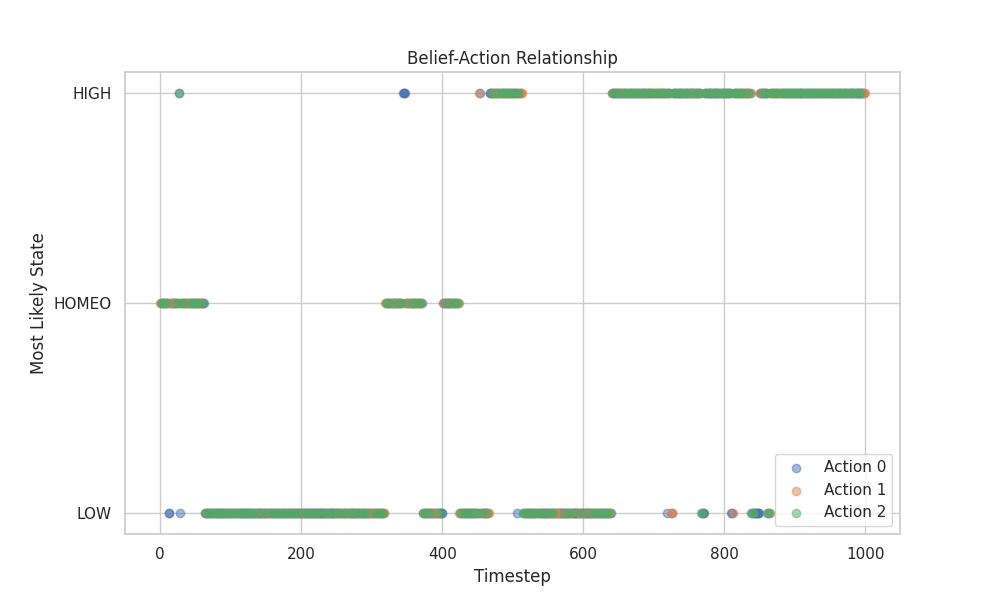 Belief-Action Relationship
Most Likely State
HIGH
HOMEO
LOW
0
200
400
600
800
1000
Timestep
Action 0
Action 1
Action 2